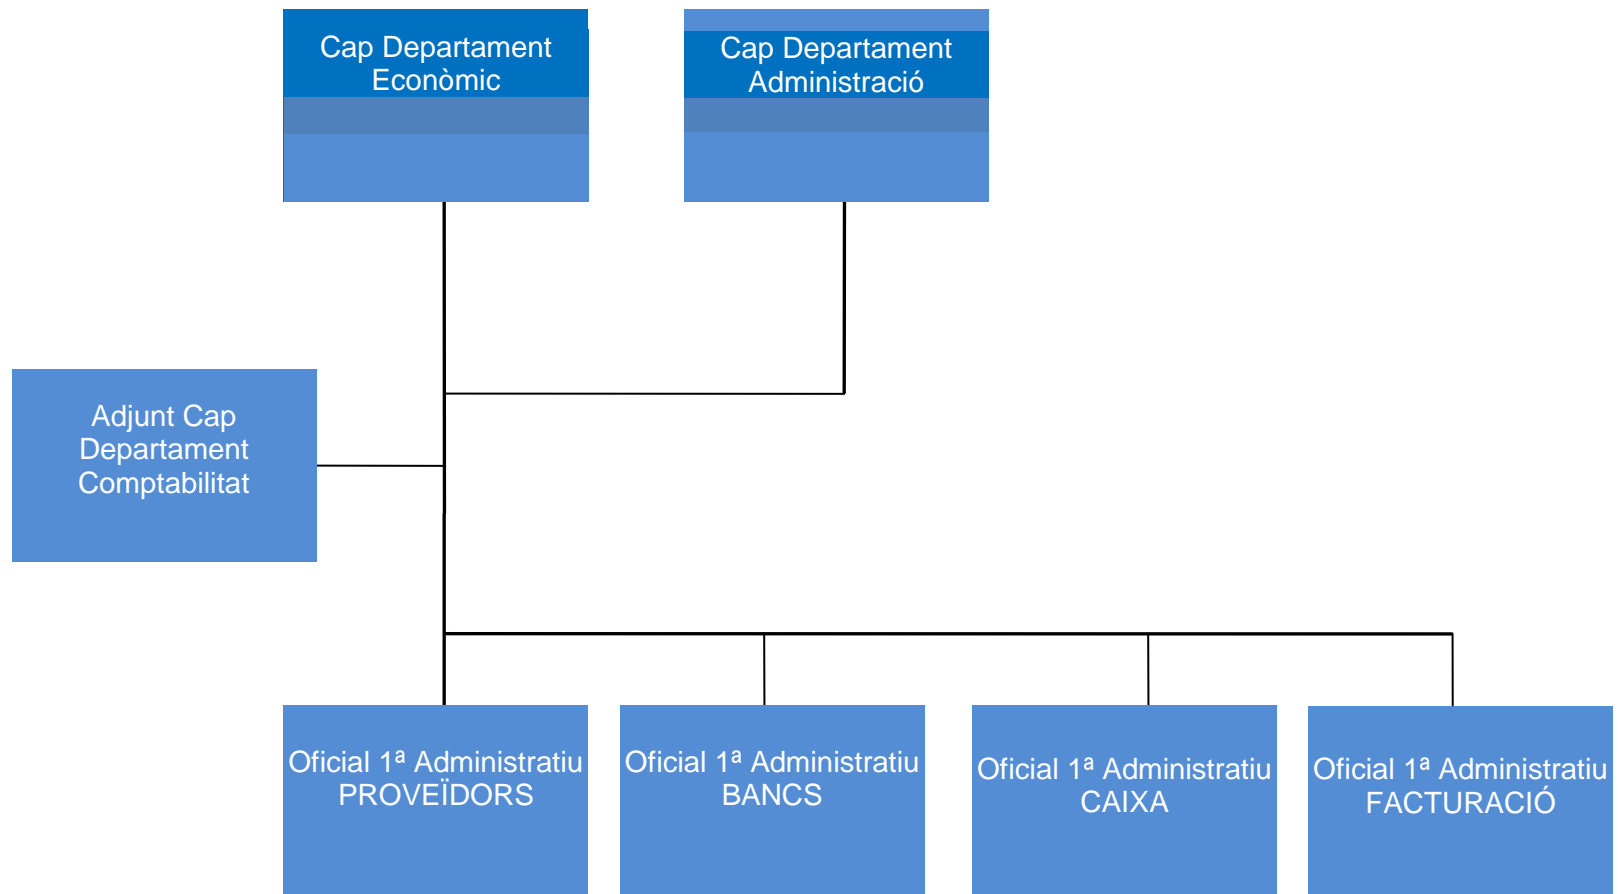 Cap Departament
Econòmic
Cap Departament
Administració
Adjunt Cap
Departament
Comptabilitat
Oficial 1ª Administratiu
PROVEÏDORS
Oficial 1ª Administratiu
BANCS
Oficial 1ª Administratiu
CAIXA
Oficial 1ª Administratiu
FACTURACIÓ